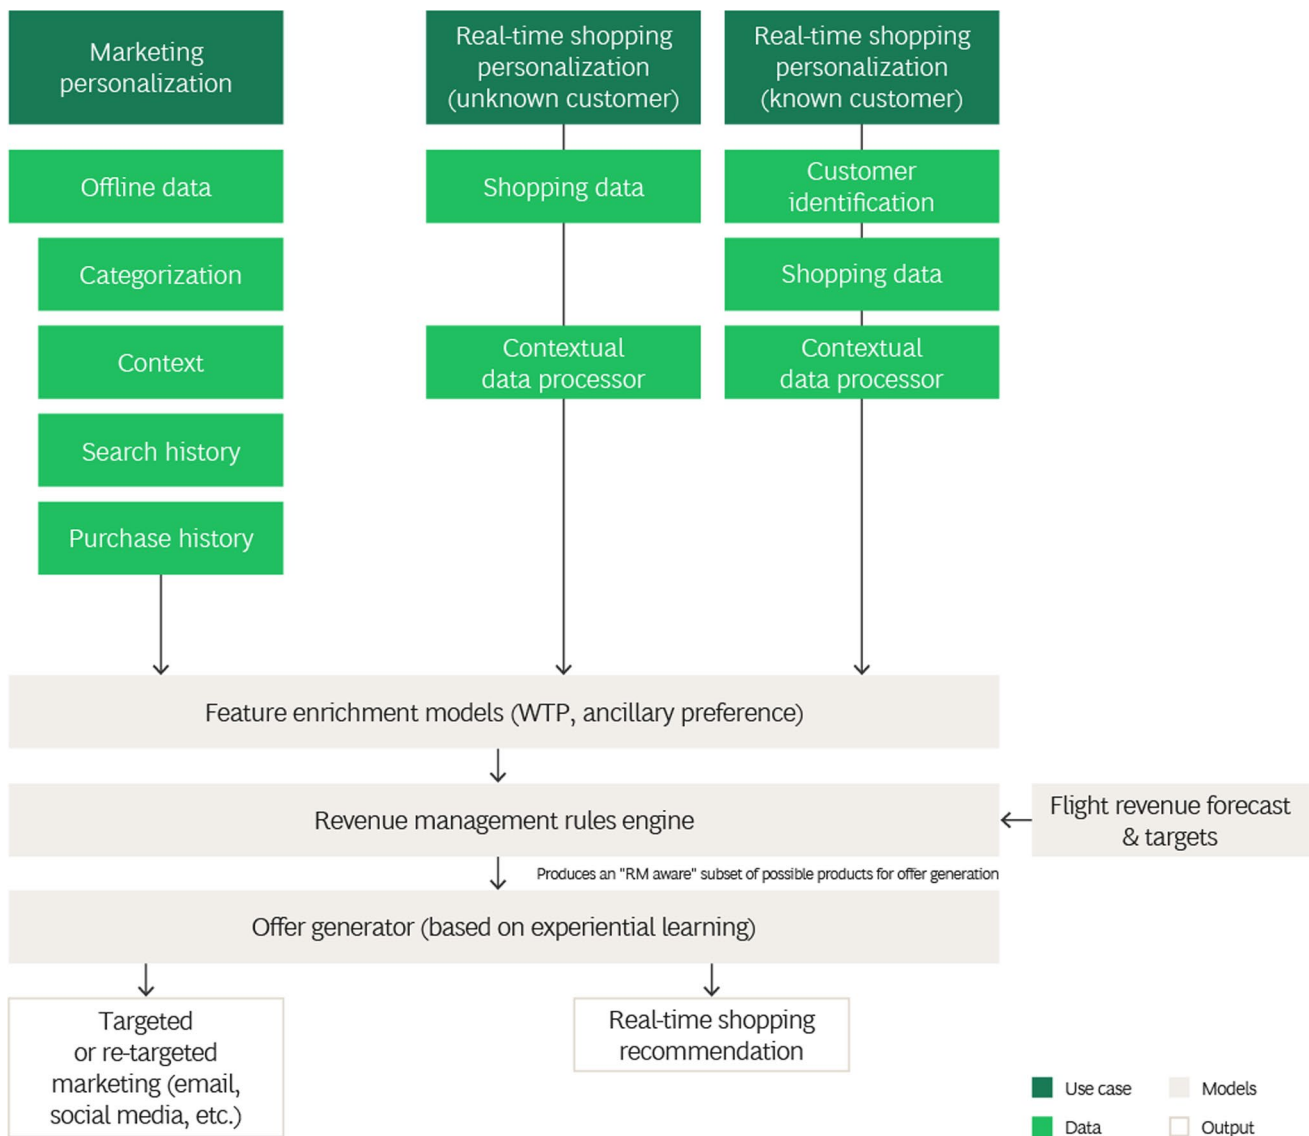 Marketing
personalization
Real-time shopping
personalization
(unknown customer)
Real-time shopping
personalization
(known customer)
Offline data
Shopping data
Customer
identification
Categorization
Shopping data
Context
Contextual
data processor
Contextual
data processor
Search history
Purchase history
Feature enrichment models (WTP, ancillary preference)
Revenue management rules engine
Flight revenue forecast
& targets
Produces an "RM aware" subset of possible products for offer generation
Offer generator (based on experiential learning)
Targeted
or re-targeted
marketing (email,
social media, etc.)
Real-time shopping
recommendation
Use case
Models
Data
Output